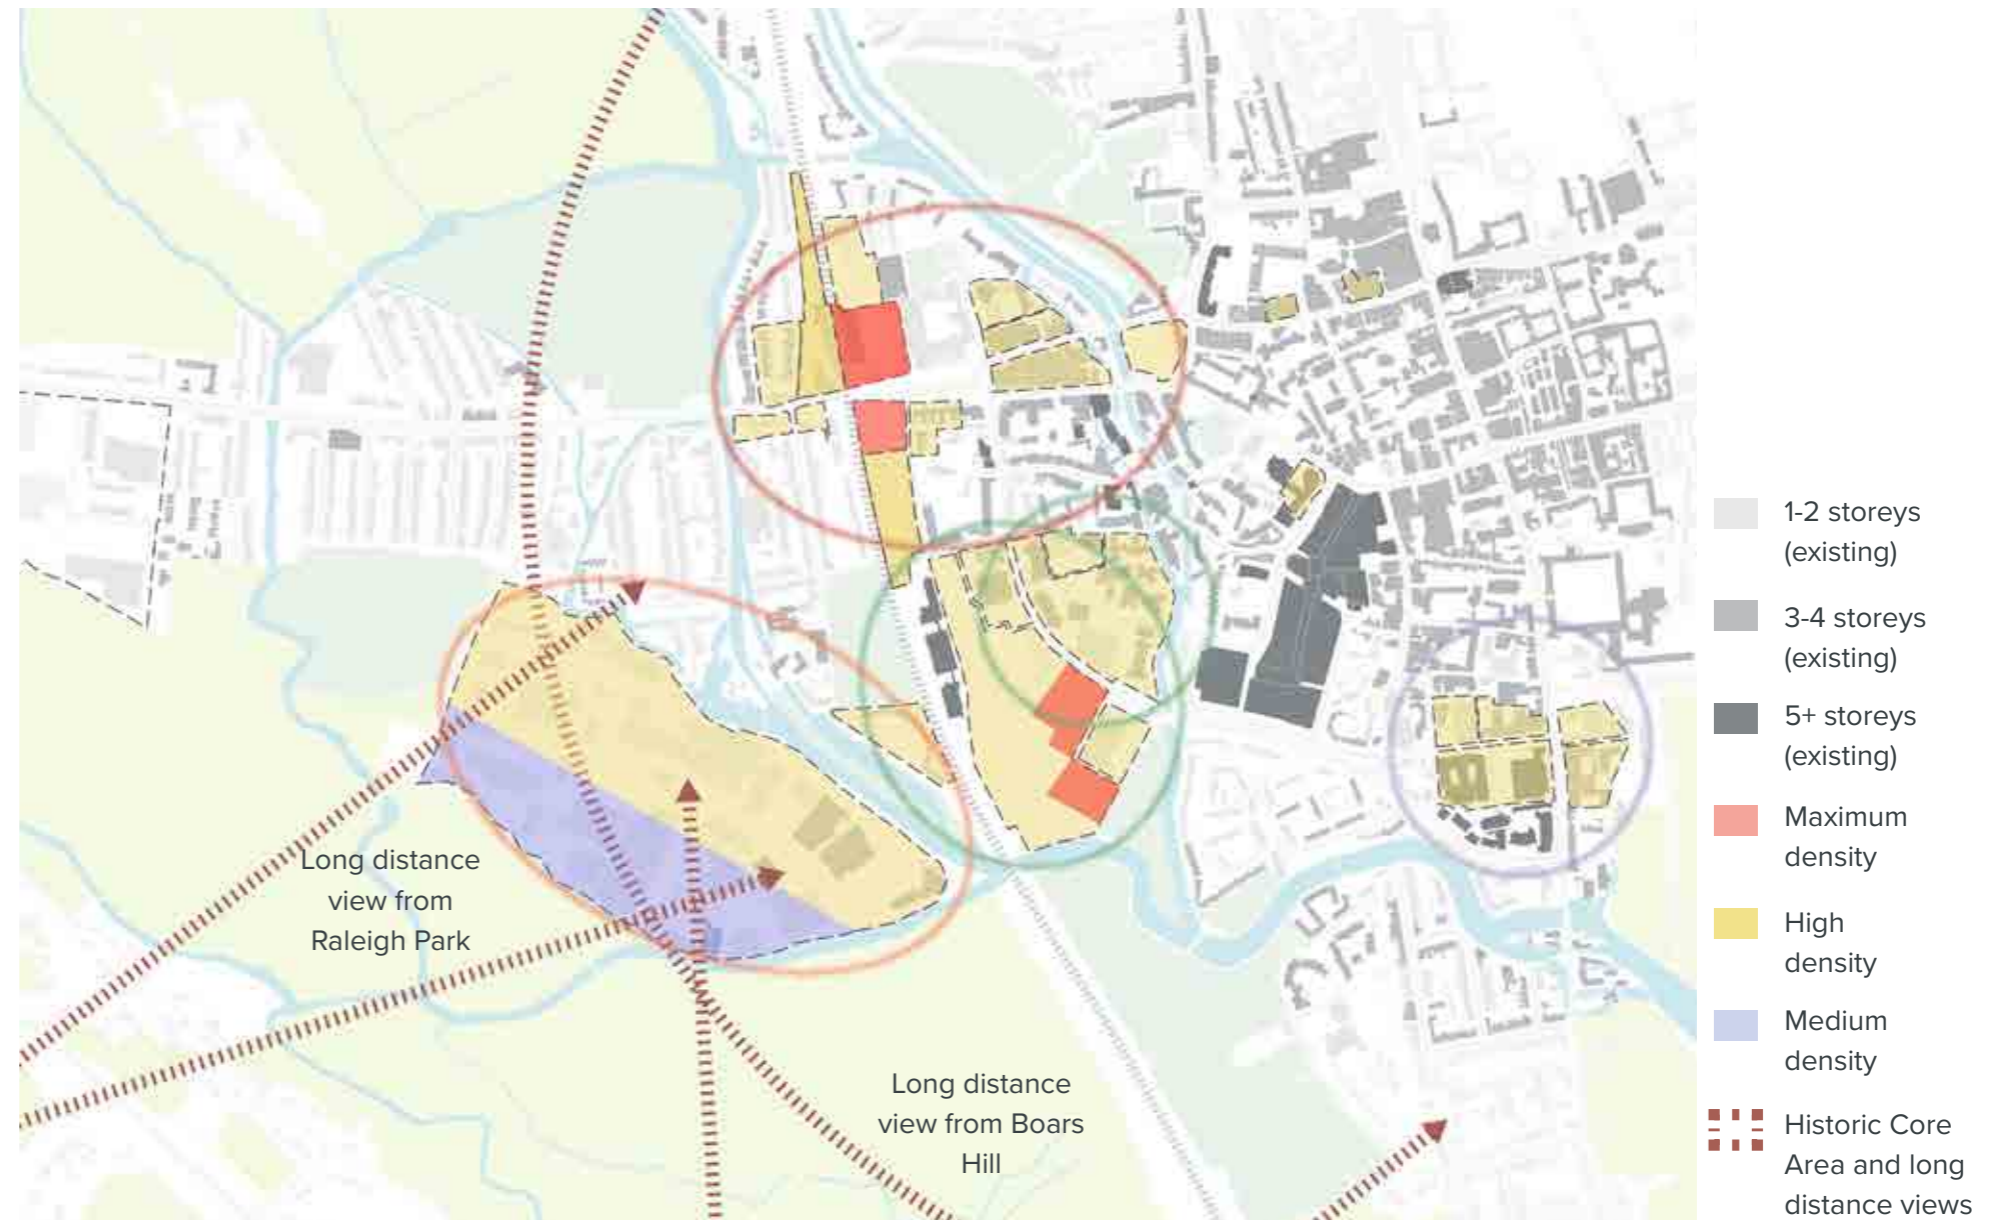 Long distance
view from
Raleigh Park
Long distance
view from Boars
Hill
1-2 storeys
(existing)
3-4 storeys
(existing)
5+ storeys
(existing)
Maximum
density
High
density
Medium
density
Historic Core
Area and long
distance views